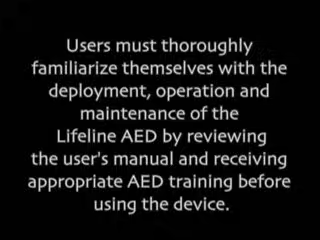 Users must thoroughly
familiarize themselves with the
deployment, operation and
maintenance of the
Lifeline AED by reviewing
the user's manual and receiving
appropriate AED training before
using the device.